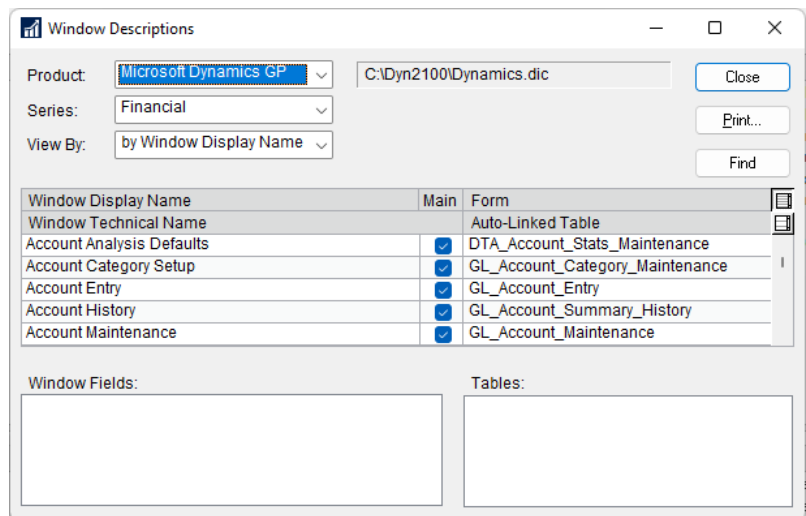 Window Descriptions
Product: Microsoft Dynamics GP C:\Dyn2100\Dynamics.dic Close
Series: Financial Print...
View By: by Window Display Name Find
Window Display Name Main Form
Window Technical Name Auto-Linked Table
Account Analysis Defaults DTA_Account_Stats_Maintenance
Account Category Setup GL_Account_Category_Maintenance
Account Entry GL_Account_Entry
Account History GL_Account_Summary_History
Account Maintenance GL_Account_Maintenance
Window Fields: Tables: